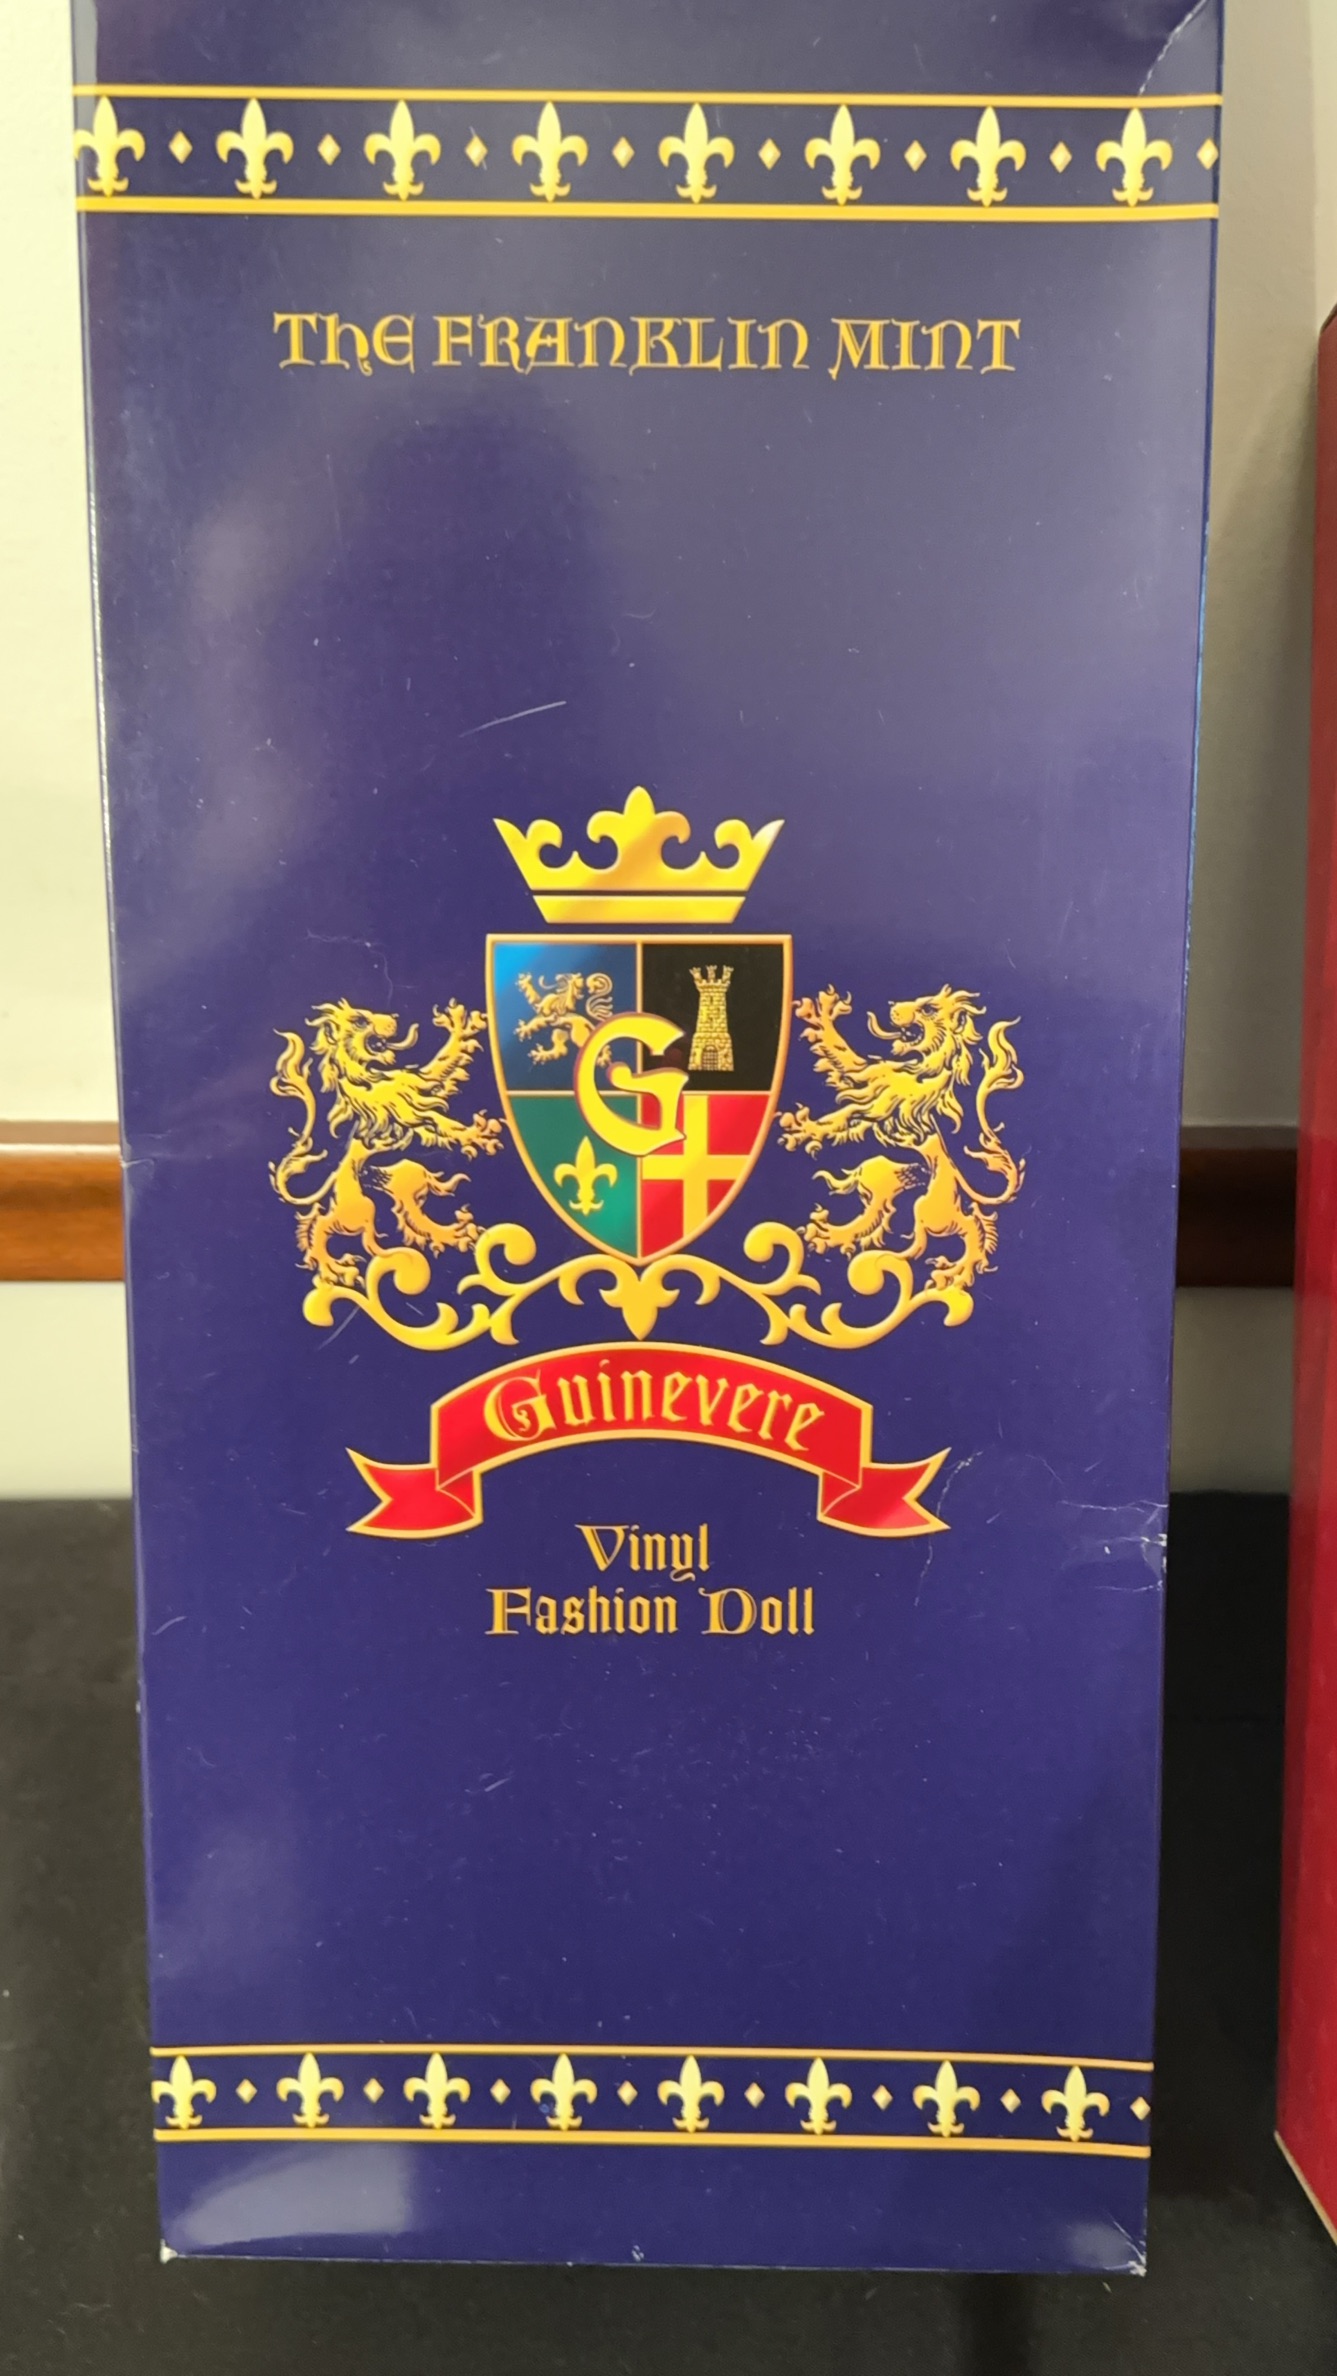 The Franklin Mint
G
Guinevere
Vinyl
Fashion Doll